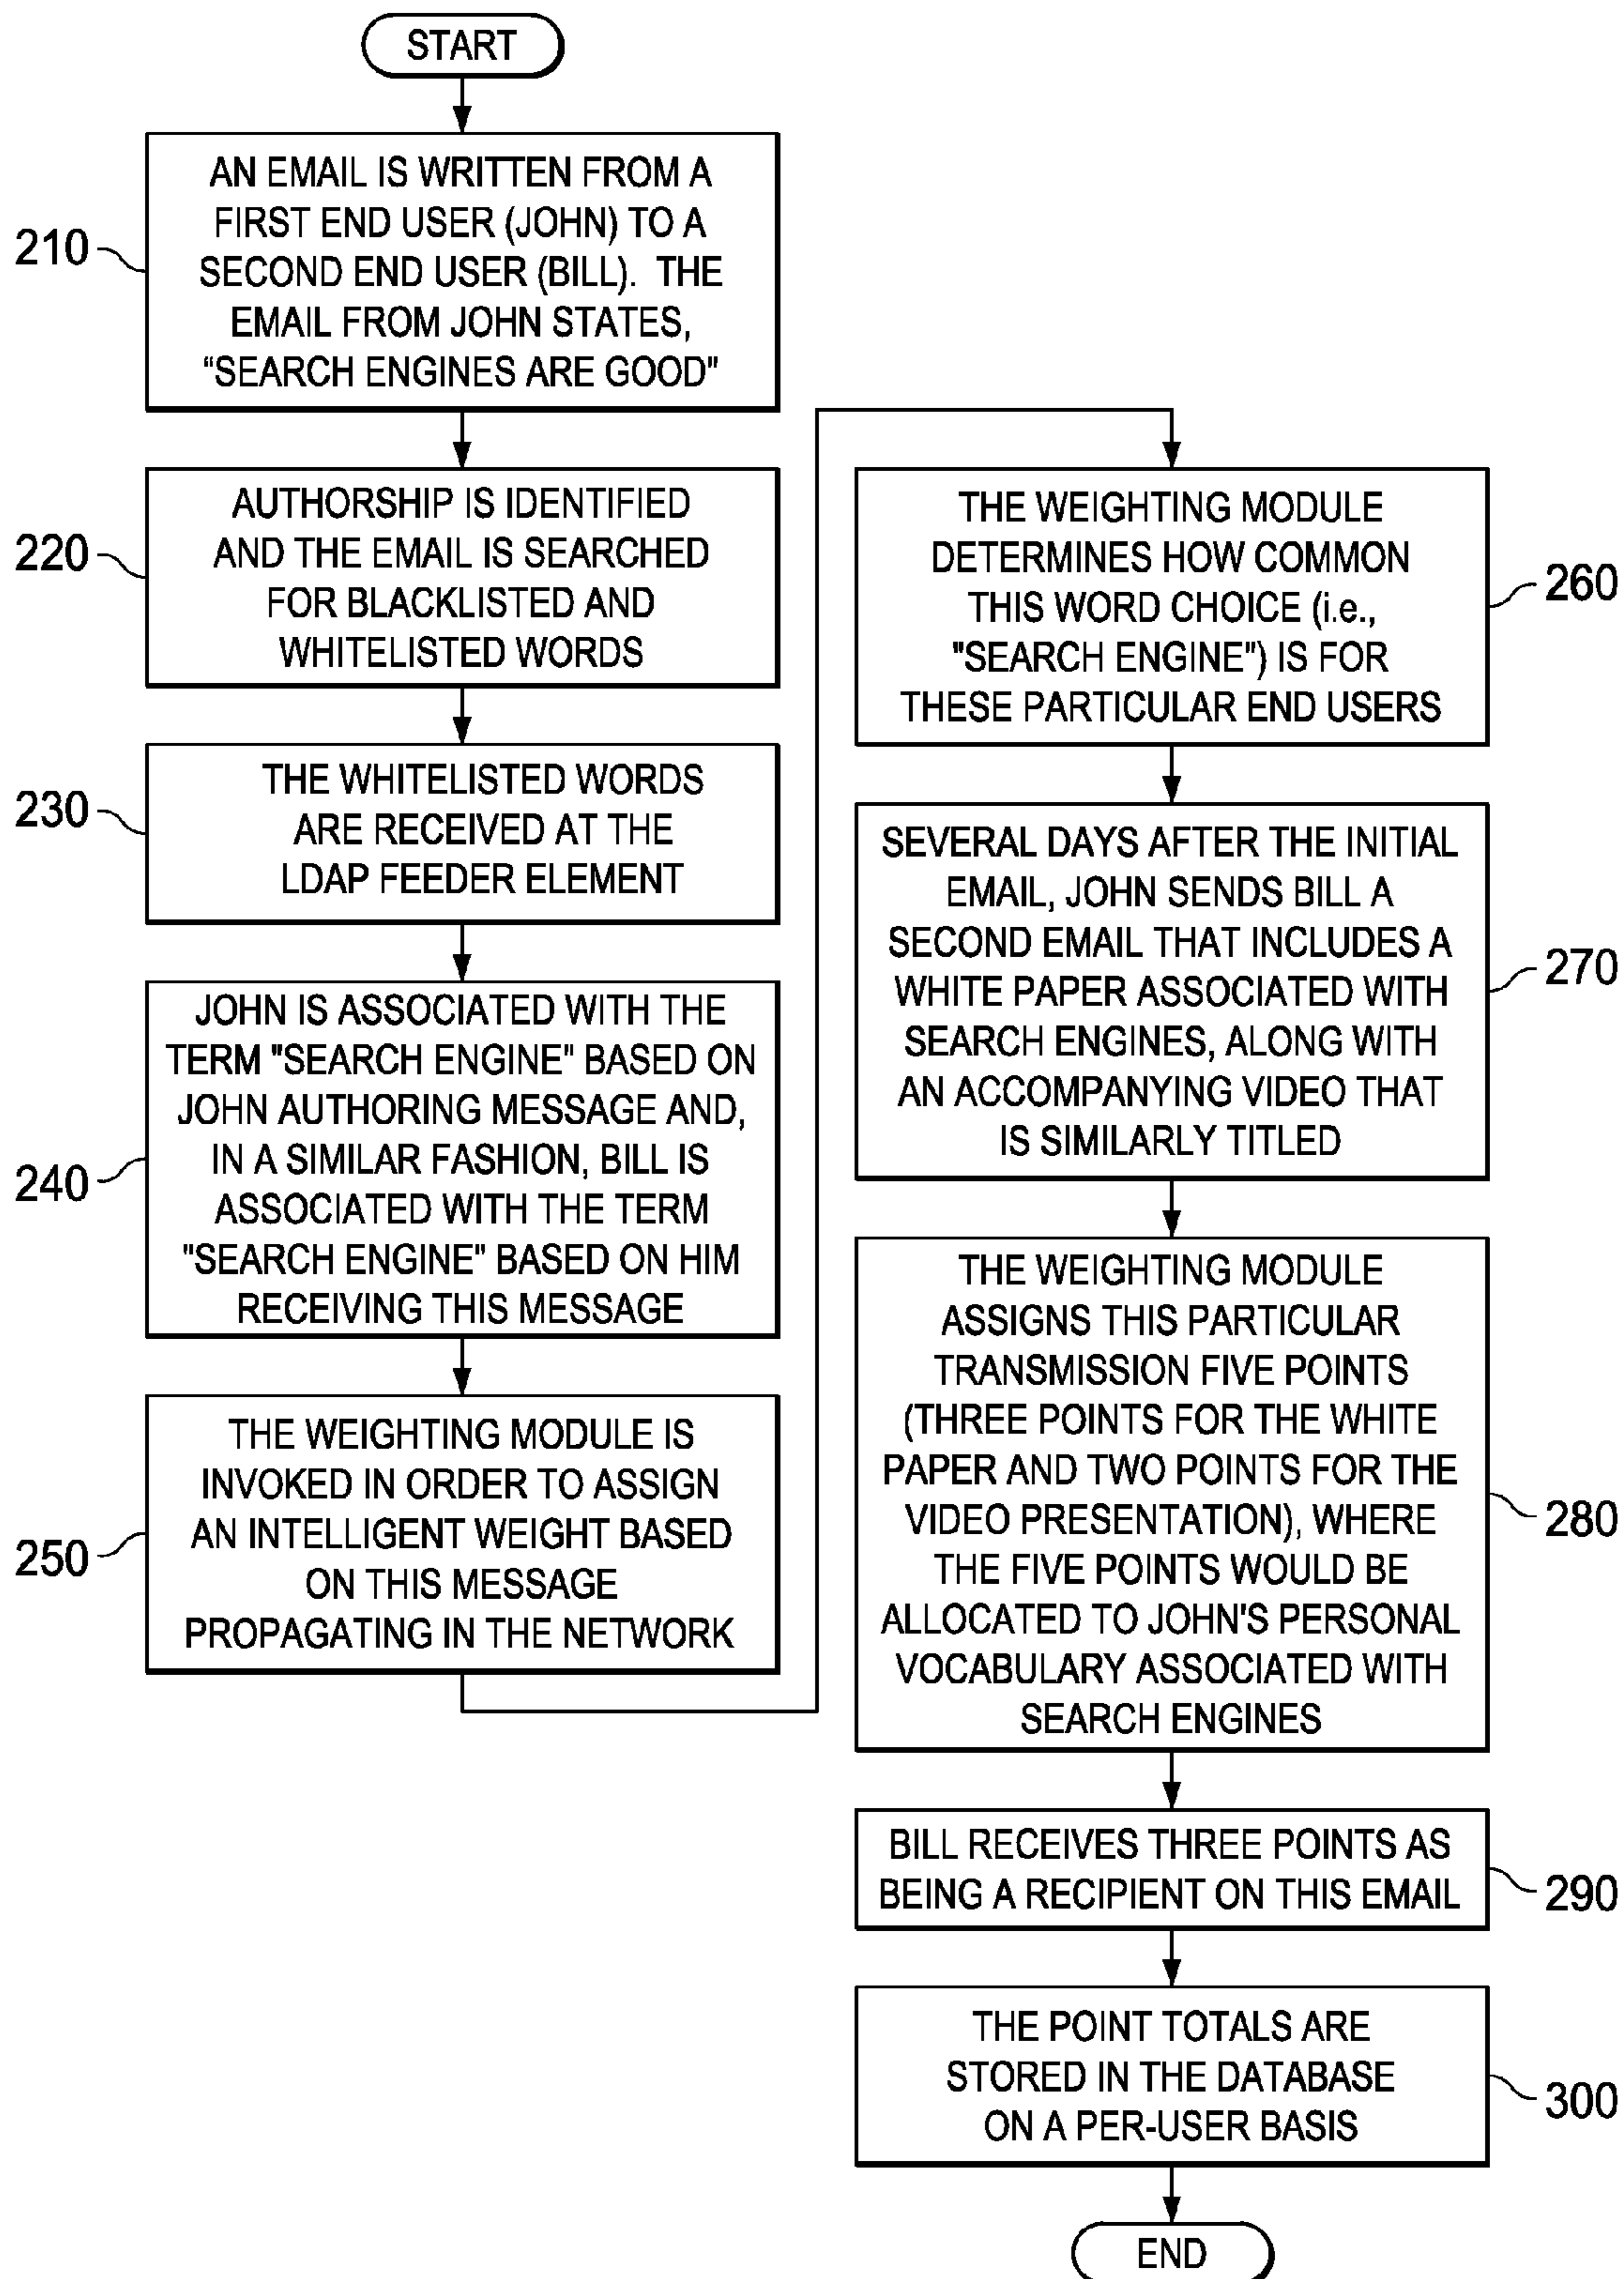 START
210
AN EMAIL IS WRITTEN FROM A
FIRST END USER (JOHN) TO A
SECOND END USER (BILL). THE
EMAIL FROM JOHN STATES,
“SEARCH ENGINES ARE GOOD”
220
AUTHORSHIP IS IDENTIFIED
AND THE EMAIL IS SEARCHED
FOR BLACKLISTED AND
WHITELISTED WORDS
230
THE WHITELISTED WORDS
ARE RECEIVED AT THE
LDAP FEEDER ELEMENT
240
JOHN IS ASSOCIATED WITH THE
TERM "SEARCH ENGINE" BASED ON
JOHN AUTHORING MESSAGE AND,
IN A SIMILAR FASHION, BILL IS
ASSOCIATED WITH THE TERM
"SEARCH ENGINE" BASED ON HIM
RECEIVING THIS MESSAGE
250
THE WEIGHTING MODULE IS
INVOKED IN ORDER TO ASSIGN
AN INTELLIGENT WEIGHT BASED
ON THIS MESSAGE
PROPAGATING IN THE NETWORK
THE WEIGHTING MODULE
DETERMINES HOW COMMON
THIS WORD CHOICE (i.e.,
"SEARCH ENGINE") IS FOR
THESE PARTICULAR END USERS
260
SEVERAL DAYS AFTER THE INITIAL
EMAIL, JOHN SENDS BILL A
SECOND EMAIL THAT INCLUDES A
WHITE PAPER ASSOCIATED WITH
SEARCH ENGINES, ALONG WITH
AN ACCOMPANYING VIDEO THAT
IS SIMILARLY TITLED
270
THE WEIGHTING MODULE
ASSIGNS THIS PARTICULAR
TRANSMISSION FIVE POINTS
(THREE POINTS FOR THE WHITE
PAPER AND TWO POINTS FOR THE
VIDEO PRESENTATION), WHERE
THE FIVE POINTS WOULD BE
ALLOCATED TO JOHN'S PERSONAL
VOCABULARY ASSOCIATED WITH
SEARCH ENGINES
280
BILL RECEIVES THREE POINTS AS
BEING A RECIPIENT ON THIS EMAIL
290
THE POINT TOTALS ARE
STORED IN THE DATABASE
ON A PER-USER BASIS
300
END